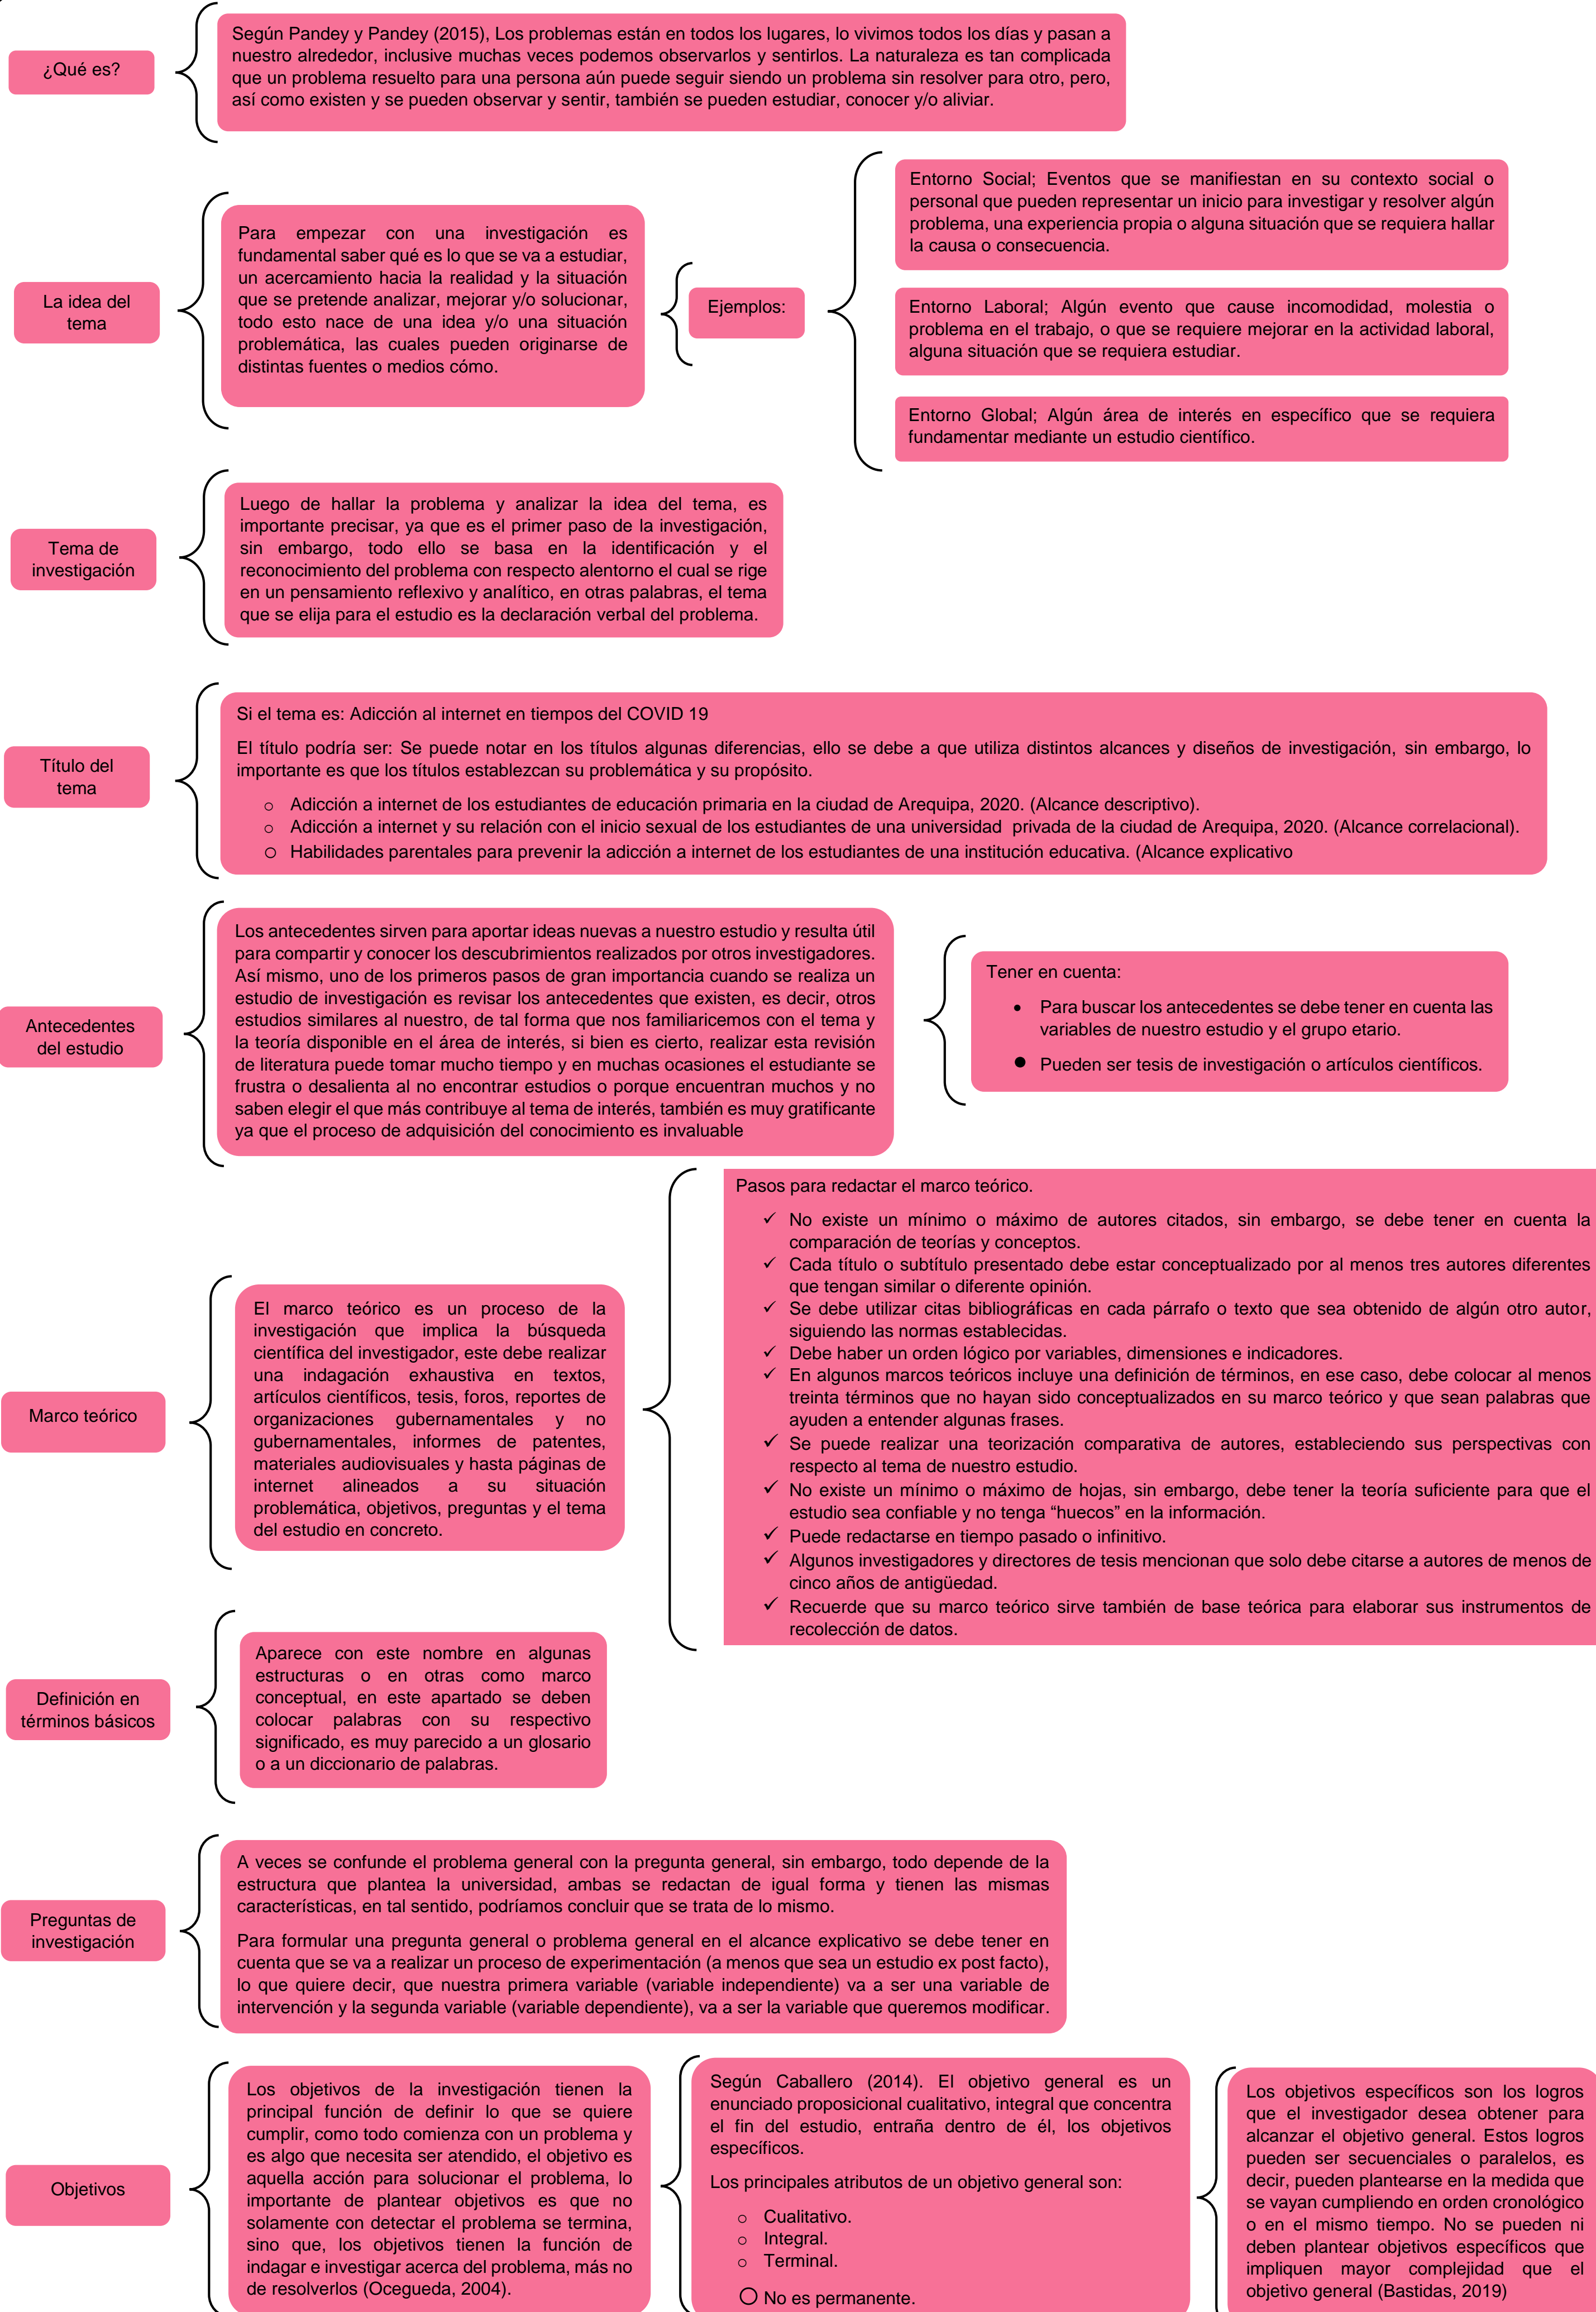 ¿Qué es?
Según Pandey y Pandey (2015), Los problemas están en todos los lugares, lo vivimos todos los días y pasan a
nuestro alrededor, inclusive muchas veces podemos observarlos y sentirlos. La naturaleza es tan complicada
que un problema resuelto para una persona aún puede seguir siendo un problema sin resolver para otro, pero,
así como existen y se pueden observar y sentir, también se pueden estudiar, conocer y/o aliviar.
La idea del
tema
Para empezar con una investigación es
fundamental saber qué es lo que se va a estudiar,
un acercamiento hacia la realidad y la situación
que se pretende analizar, mejorar y/o solucionar,
todo esto nace de una idea y/o una situación
problemática, las cuales pueden originarse de
distintas fuentes o medios cómo.
Ejemplos:
Entorno Social; Eventos que se manifiestan en su contexto social o
personal que pueden representar un inicio para investigar y resolver algún
problema, una experiencia propia o alguna situación que se requiera hallar
la causa o consecuencia.
Entorno Laboral; Algún evento que cause incomodidad, molestia o
problema en el trabajo, o que se requiere mejorar en la actividad laboral,
alguna situación que se requiera estudiar.
Entorno Global; Algún área de interés en específico que se requiera
fundamentar mediante un estudio científico.
Tema de
investigación
Luego de hallar la problema y analizar la idea del tema, es
importante precisar, ya que es el primer paso de la investigación,
sin embargo, todo ello se basa en la identificación y el
reconocimiento del problema con respecto alentorno el cual se rige
en un pensamiento reflexivo y analítico, en otras palabras, el tema
que se elija para el estudio es la declaración verbal del problema.
Título del
tema
Si el tema es: Adicción al internet en tiempos del COVID 19
El título podría ser: Se puede notar en los títulos algunas diferencias, ello se debe a que utiliza distintos alcances y diseños de investigación, sin embargo, lo
importante es que los títulos establezcan su problemática y su propósito.
o Adicción a internet de los estudiantes de educación primaria en la ciudad de Arequipa, 2020. (Alcance descriptivo).
o Adicción a internet y su relación con el inicio sexual de los estudiantes de una universidad privada de la ciudad de Arequipa, 2020. (Alcance correlacional).
o Habilidades parentales para prevenir la adicción a internet de los estudiantes de una institución educativa. (Alcance explicativo
Antecedentes
del estudio
Los antecedentes sirven para aportar ideas nuevas a nuestro estudio y resulta útil
para compartir y conocer los descubrimientos realizados por otros investigadores.
Así mismo, uno de los primeros pasos de gran importancia cuando se realiza un
estudio de investigación es revisar los antecedentes que existen, es decir, otros
estudios similares al nuestro, de tal forma que nos familiaricemos con el tema y
la teoría disponible en el área de interés, si bien es cierto, realizar esta revisión
de literatura puede tomar mucho tiempo y en muchas ocasiones el estudiante se
frustra o desalienta al no encontrar estudios o porque encuentran muchos y no
saben elegir el que más contribuye al tema de interés, también es muy gratificante
ya que el proceso de adquisición del conocimiento es invaluable
Tener en cuenta:
• Para buscar los antecedentes se debe tener en cuenta las
variables de nuestro estudio y el grupo etario.
• Pueden ser tesis de investigación o artículos científicos.
Marco teórico
El marco teórico es un proceso de la
investigación que implica la búsqueda
científica del investigador, este debe realizar
una indagación exhaustiva en textos,
artículos científicos, tesis, foros, reportes de
organizaciones gubernamentales y no
gubernamentales, informes de patentes,
materiales audiovisuales y hasta páginas de
internet alineados a su situación
problemática, objetivos, preguntas y el tema
del estudio en concreto.
Pasos para redactar el marco teórico.
✓ No existe un mínimo o máximo de autores citados, sin embargo, se debe tener en cuenta la
comparación de teorías y conceptos.
✓ Cada título o subtítulo presentado debe estar conceptualizado por al menos tres autores diferentes
que tengan similar o diferente opinión.
✓ Se debe utilizar citas bibliográficas en cada párrafo o texto que sea obtenido de algún otro autor,
siguiendo las normas establecidas.
✓ Debe haber un orden lógico por variables, dimensiones e indicadores.
✓ En algunos marcos teóricos incluye una definición de términos, en ese caso, debe colocar al menos
treinta términos que no hayan sido conceptualizados en su marco teórico y que sean palabras que
ayuden a entender algunas frases.
✓ Se puede realizar una teorización comparativa de autores, estableciendo sus perspectivas con
respecto al tema de nuestro estudio.
✓ No existe un mínimo o máximo de hojas, sin embargo, debe tener la teoría suficiente para que el
estudio sea confiable y no tenga “huecos” en la información.
✓ Puede redactarse en tiempo pasado o infinitivo.
✓ Algunos investigadores y directores de tesis mencionan que solo debe citarse a autores de menos de
cinco años de antigüedad.
✓ Recuerde que su marco teórico sirve también de base teórica para elaborar sus instrumentos de
recolección de datos.
Definición en
términos básicos
Aparece con este nombre en algunas
estructuras o en otras como marco
conceptual, en este apartado se deben
colocar palabras con su respectivo
significado, es muy parecido a un glosario
o a un diccionario de palabras.
Preguntas de
investigación
A veces se confunde el problema general con la pregunta general, sin embargo, todo depende de la
estructura que plantea la universidad, ambas se redactan de igual forma y tienen las mismas
características, en tal sentido, podríamos concluir que se trata de lo mismo.
Para formular una pregunta general o problema general en el alcance explicativo se debe tener en
cuenta que se va a realizar un proceso de experimentación (a menos que sea un estudio ex post facto),
lo que quiere decir, que nuestra primera variable (variable independiente) va a ser una variable de
intervención y la segunda variable (variable dependiente), va a ser la variable que queremos modificar.
Objetivos
Los objetivos de la investigación tienen la
principal función de definir lo que se quiere
cumplir, como todo comienza con un problema y
es algo que necesita ser atendido, el objetivo es
aquella acción para solucionar el problema, lo
importante de plantear objetivos es que no
solamente con detectar el problema se termina,
sino que, los objetivos tienen la función de
indagar e investigar acerca del problema, más no
de resolverlos (Ocegueda, 2004).
Según Caballero (2014). El objetivo general es un
enunciado proposicional cualitativo, integral que concentra
el fin del estudio, entraña dentro de él, los objetivos
específicos.
Los principales atributos de un objetivo general son:
o Cualitativo.
o Integral.
o Terminal.
o No es permanente.
Los objetivos específicos son los logros
que el investigador desea obtener para
alcanzar el objetivo general. Estos logros
pueden ser secuenciales o paralelos, es
decir, pueden plantearse en la medida que
se vayan cumpliendo en orden cronológico
o en el mismo tiempo. No se pueden ni
deben plantear objetivos específicos que
impliquen mayor complejidad que el
objetivo general (Bastidas, 2019)